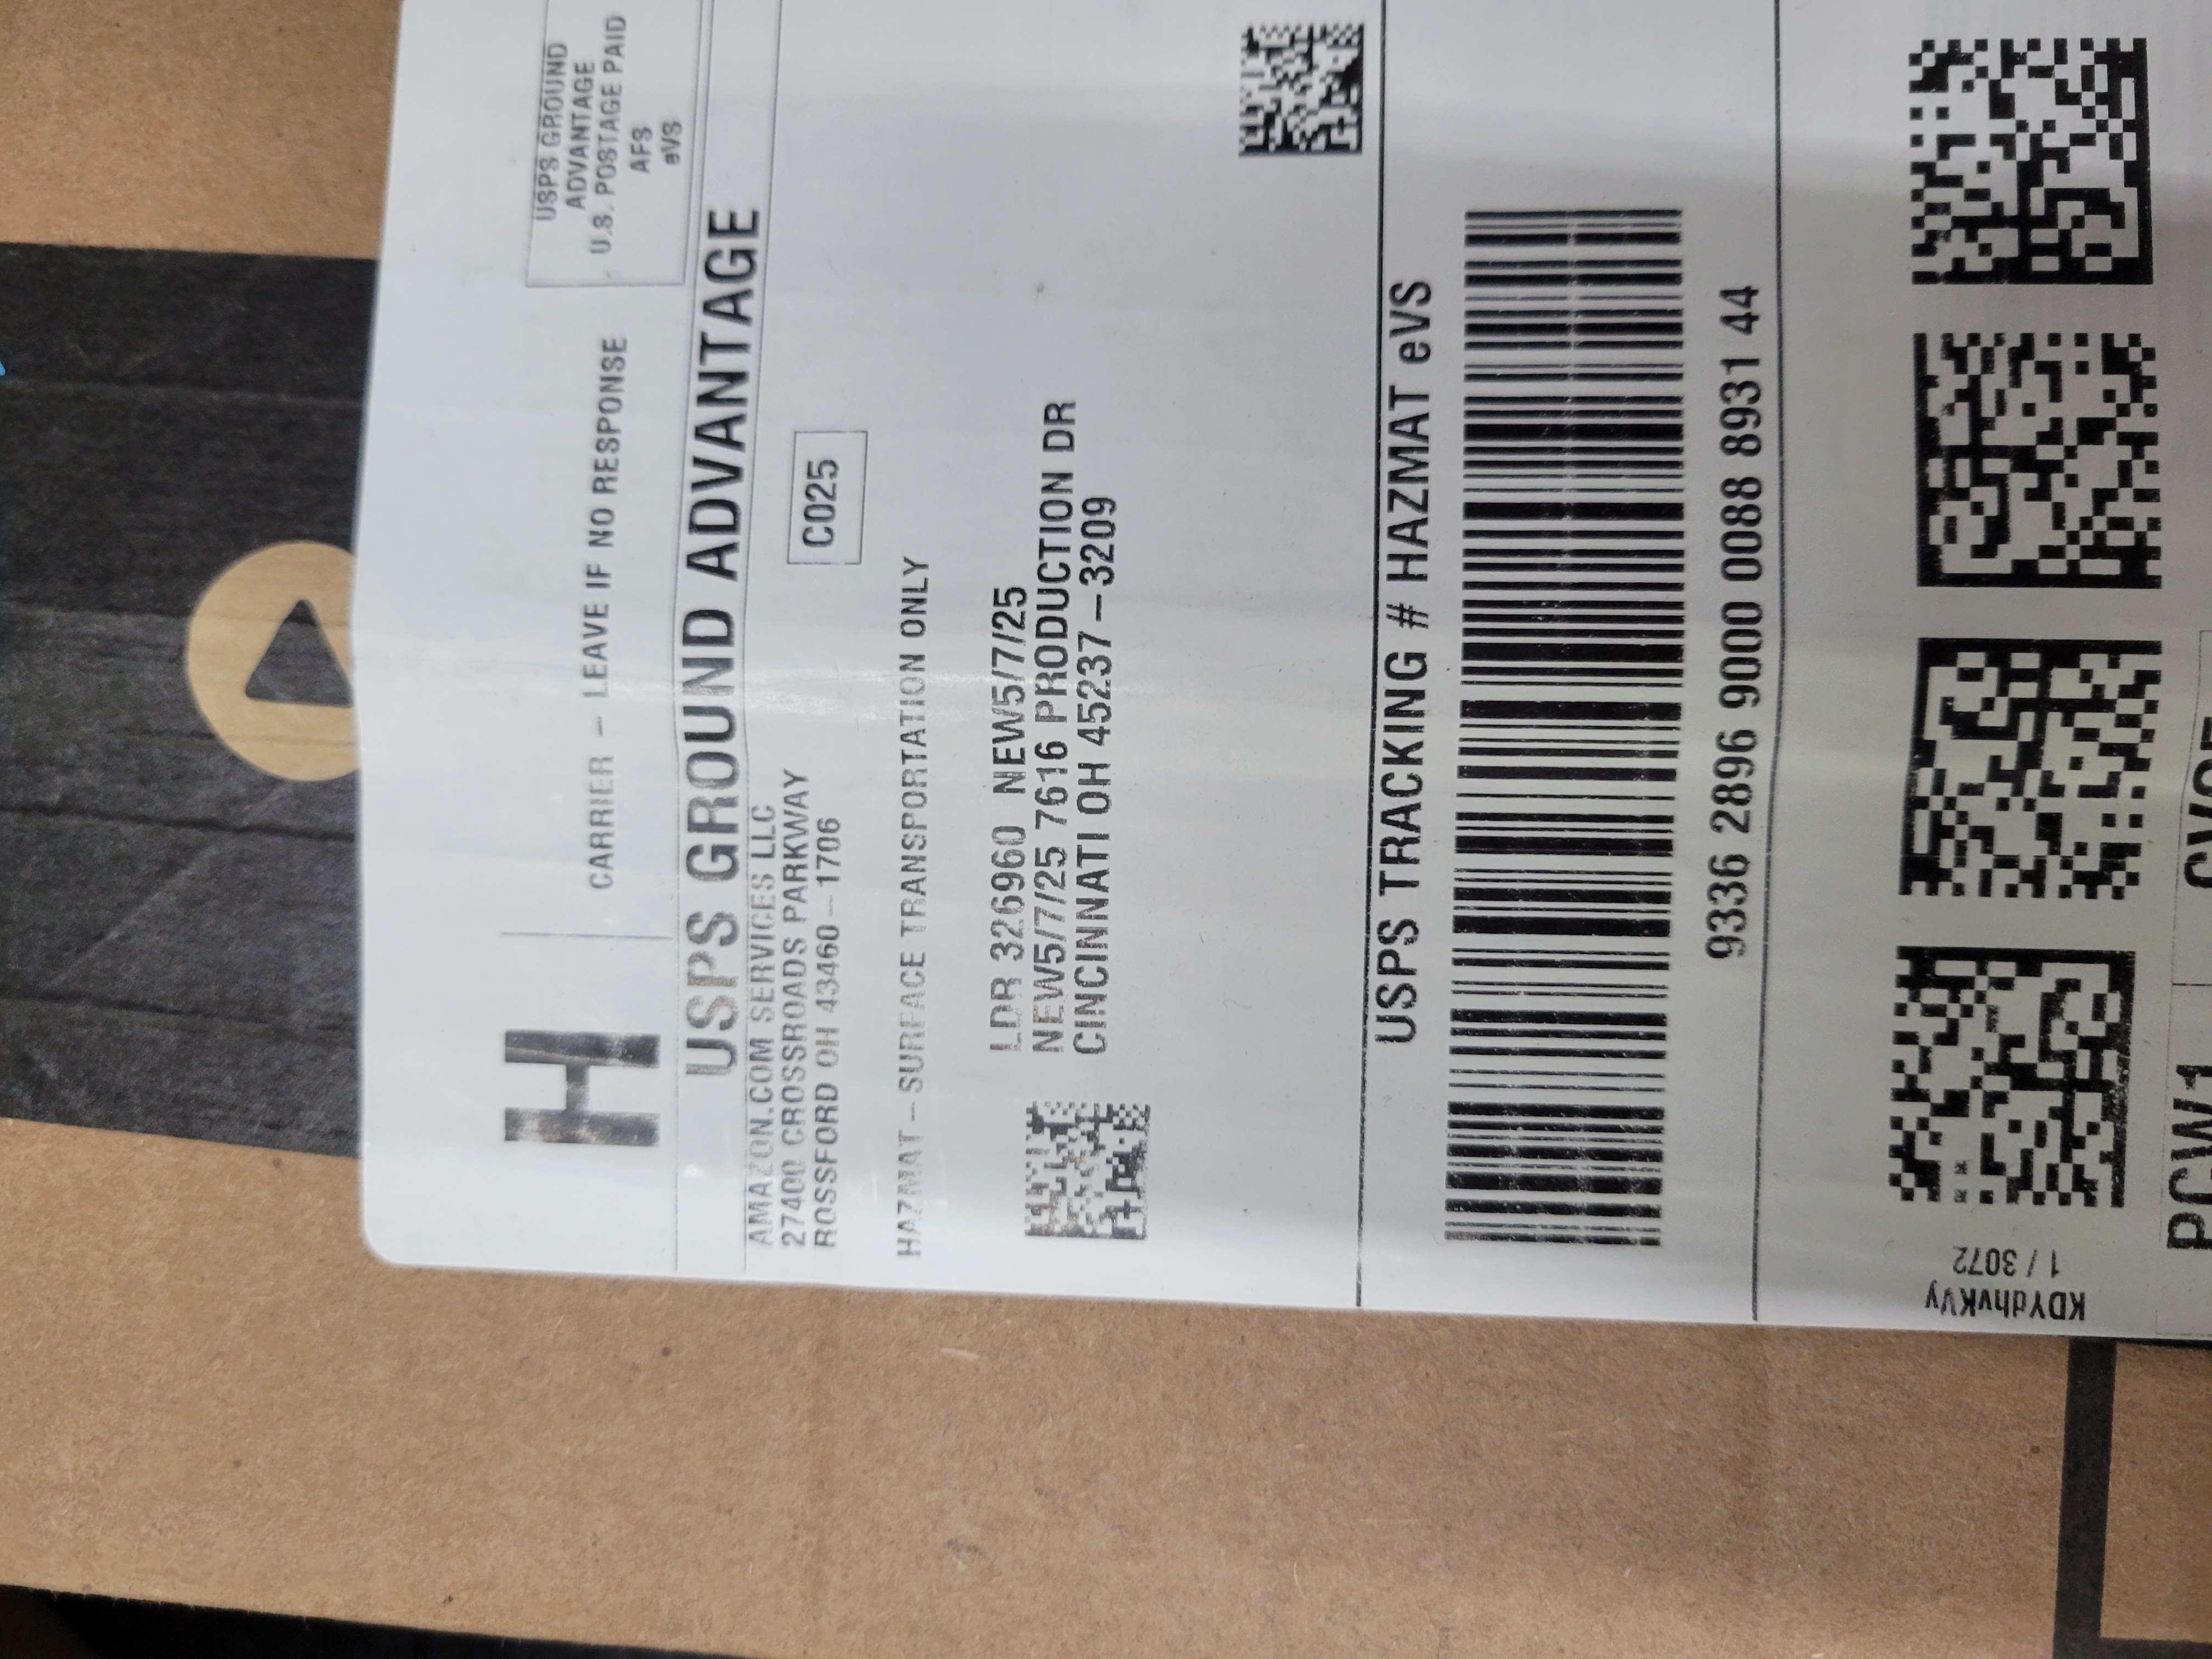 USPS GROUND
ADVANTAGE
U.S. POSTAGE PAID
AFS
eVS
H
CARRIER – LEAVE IF NO RESPONSE
USPS GROUND ADVANTAGE
AMAZON.COM SERVICES LLC
27400 CROSSROADS PARKWAY
ROSSFORD OH 43460–1706
C025
HAZMAT–SURFACE TRANSPORTATION ONLY
LDR 326960 NEW5/7/25
NEW5/7/25 7616 PRODUCTION DR
CINCINNATI OH 45237–3209
USPS TRACKING # HAZMAT eVS
9336 2896 9000 0088 8931 44
KDYdhvKVy
1 / 3072
PCW1